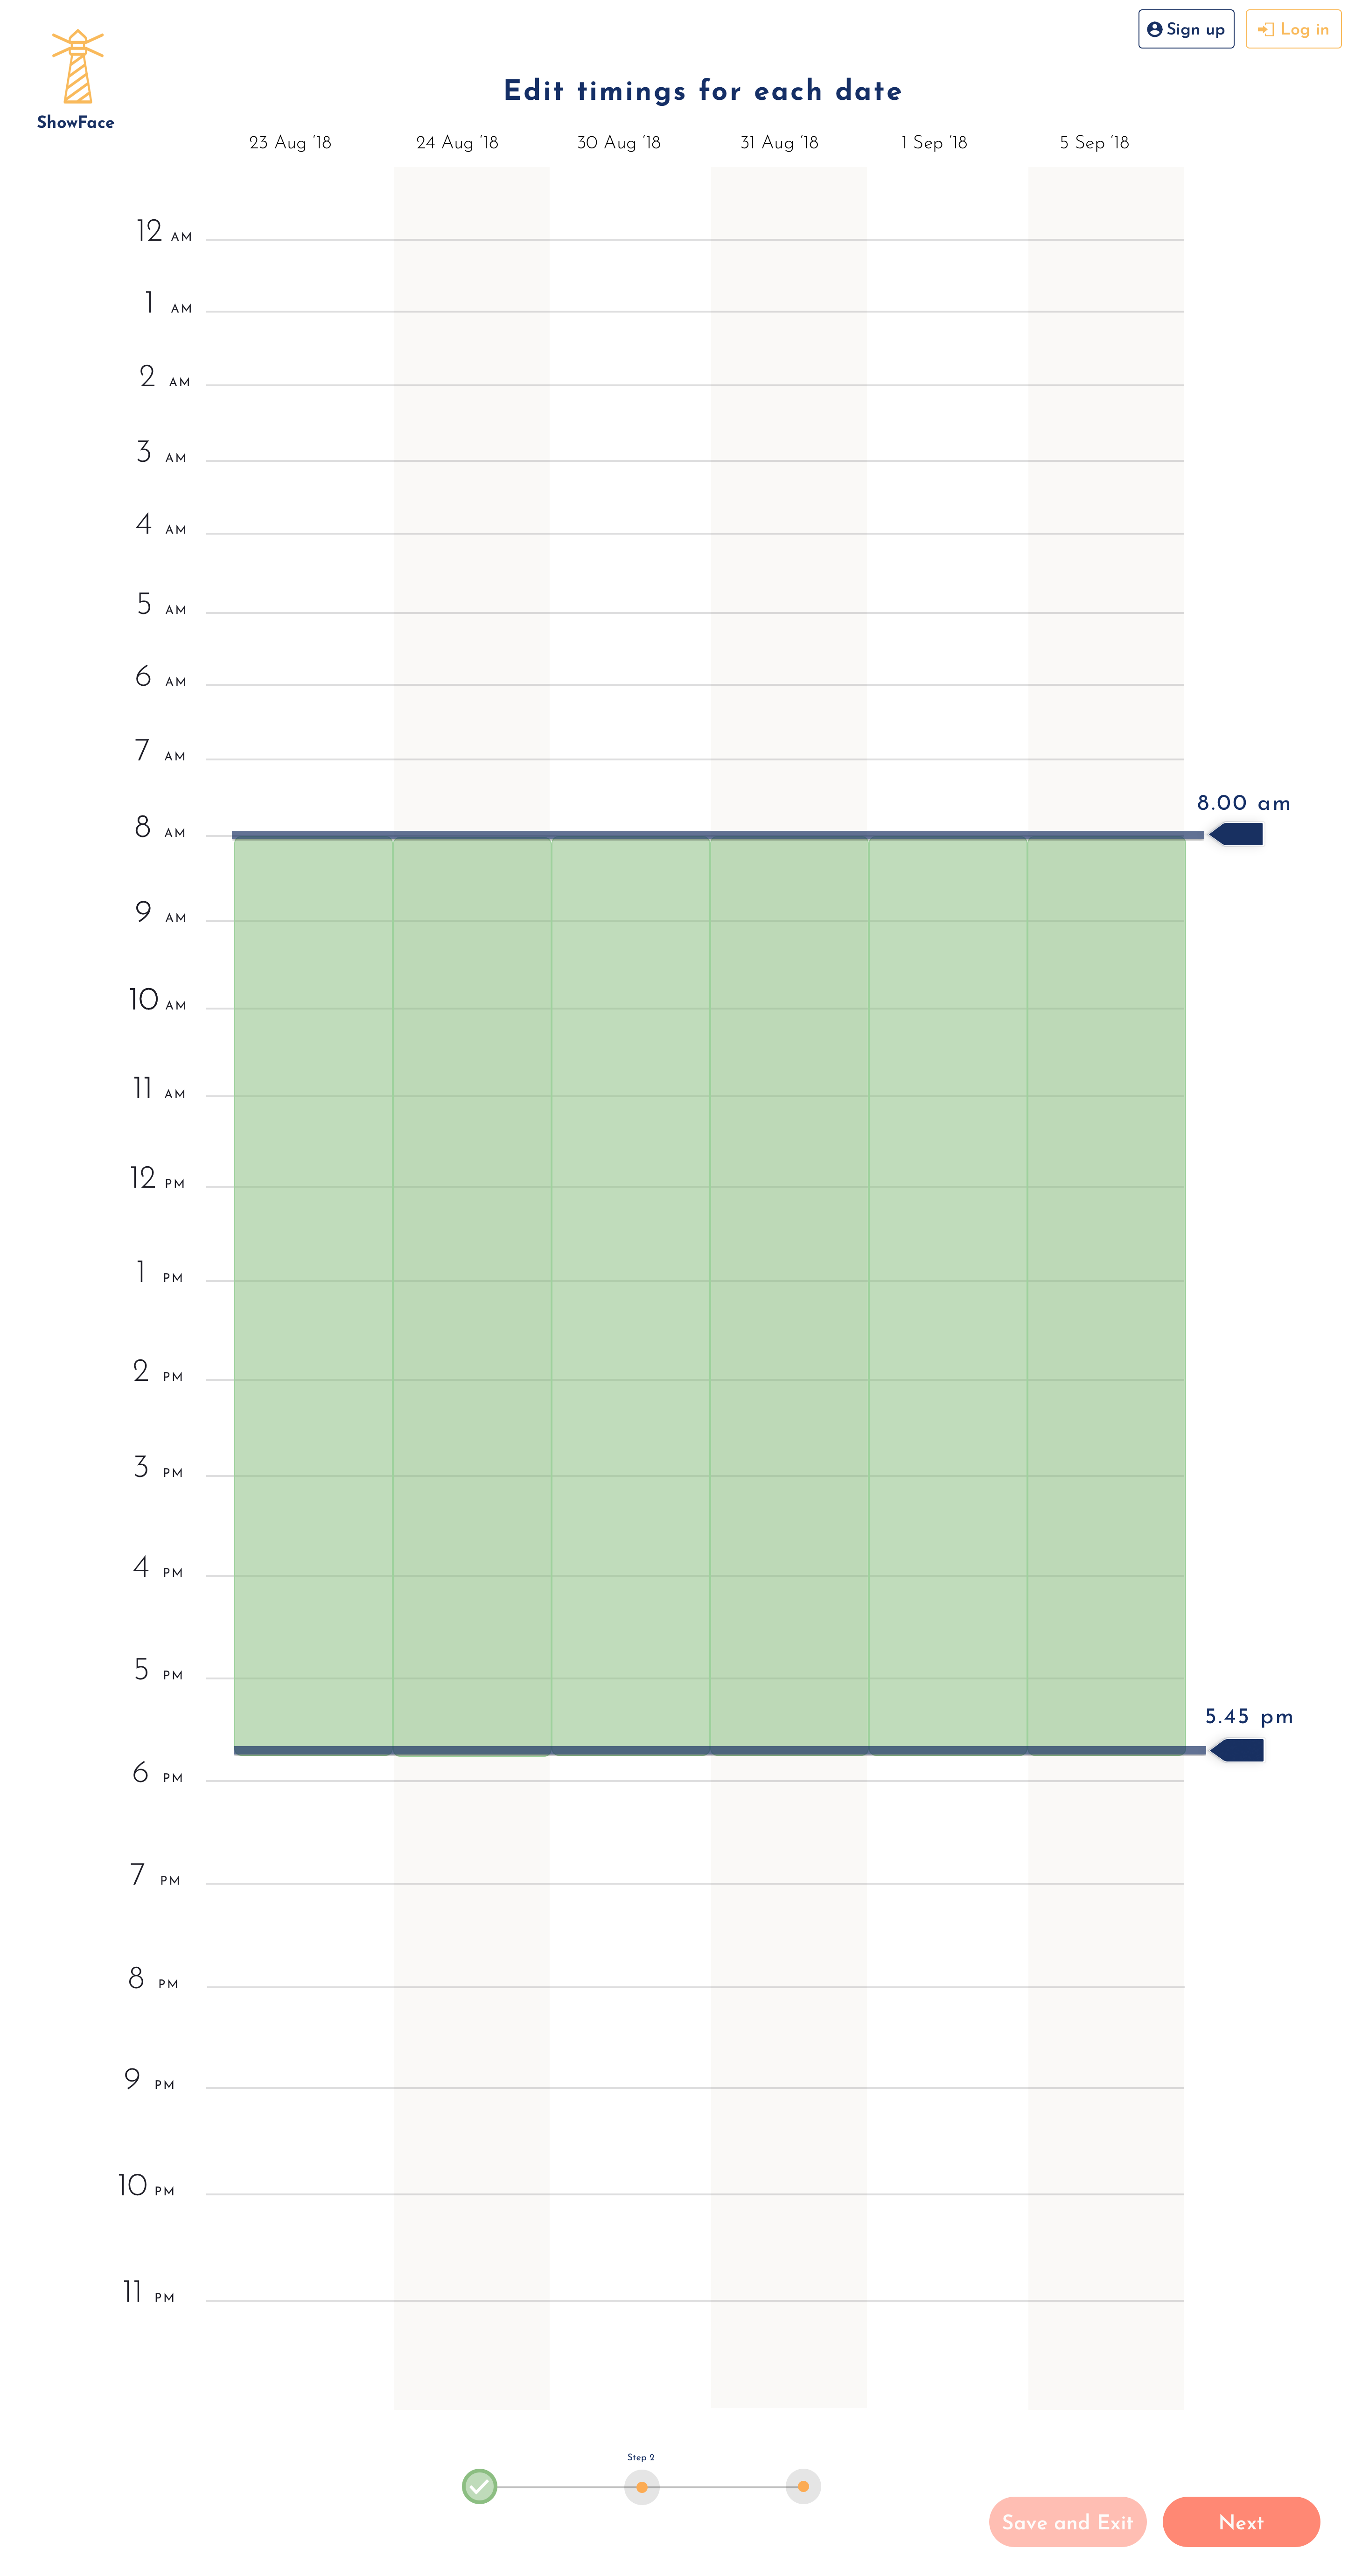 Sign up
Log in
ShowFace
Edit timings for each date
23 Aug ‘18
24 Aug ‘18
30 Aug ‘18
31 Aug ‘18
1 Sep ‘18
5 Sep ‘18
12 AM
1 AM
2 AM
3 AM
4 AM
5 AM
6 AM
7 AM
8.00 am
8 AM
9 AM
10 AM
11 AM
12 PM
1 PM
2 PM
3 PM
4 PM
5 PM
5.45 pm
6 PM
7 PM
8 PM
9 PM
10 PM
11 PM
Step 2
Save and Exit
Next